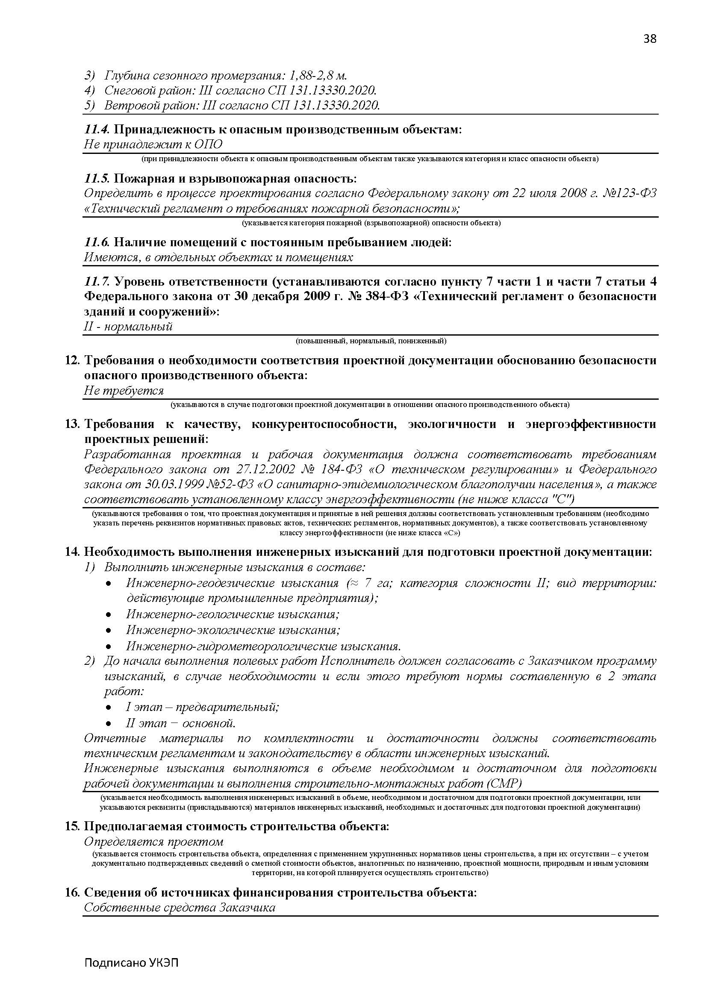 38
3) Глубина сезонного промерзания: 1,88-2,8 м.
4) Снеговой район: III согласно СП 131.13330.2020.
5) Ветровой район: III согласно СП 131.13330.2020.
11.4. Принадлежность к опасным производственным объектам:
Не принадлежит к ОПО
(при принадлежности объекта к опасным производственным объектам также указываются категория и класс опасности объекта)
11.5. Пожарная и взрывопожарная опасность:
Определить в процессе проектирования согласно Федеральному закону от 22 июля 2008 г. №123-ФЗ
«Технический регламент о требованиях пожарной безопасности»;
(указывается категория пожарной (взрывопожарной) опасности объекта)
11.6. Наличие помещений с постоянным пребыванием людей:
Имеются, в отдельных объектах и помещениях
11.7. Уровень ответственности (устанавливаются согласно пункту 7 части 1 и части 7 статьи 4
Федерального закона от 30 декабря 2009 г. № 384-ФЗ «Технический регламент о безопасности
зданий и сооружений»:
II - нормальный
(повышенный, нормальный, пониженный)
12. Требования о необходимости соответствия проектной документации обоснованию безопасности
опасного производственного объекта:
Не требуется
(указываются в случае подготовки проектной документации в отношении опасного производственного объекта)
13. Требования к качеству, конкурентоспособности, экологичности и энергоэффективности
проектных решений:
Разработанная проектная и рабочая документация должна соответствовать требованиям
Федерального закона от 27.12.2002 № 184-ФЗ «О техническом регулировании» и Федерального
закона от 30.03.1999 №52-ФЗ «О санитарно-эпидемиологическом благополучии населения», а также
соответствовать установленному классу энергоэффективности (не ниже класса "С")
(указываются требования о том, что проектная документация и принятые в ней решения должны соответствовать установленным требованиям (необходимо
указать перечень реквизитов нормативных правовых актов, технических регламентов, нормативных документов), а также соответствовать установленному
классу энергоэффективности (не ниже класса «С»)
14. Необходимость выполнения инженерных изысканий для подготовки проектной документации:
1) Выполнить инженерные изыскания в составе:
• Инженерно-геодезические изыскания (≈ 7 га; категория сложности II; вид территории:
действующие промышленные предприятия);
• Инженерно-геологические изыскания;
• Инженерно-экологические изыскания;
• Инженерно-гидрометеорологические изыскания.
2) До начала выполнения полевых работ Исполнитель должен согласовать с Заказчиком программу
изысканий, в случае необходимости и если этого требуют нормы составленную в 2 этапа
работ:
• I этап – предварительный;
• II этап − основной.
Отчетные материалы по комплектности и достаточности должны соответствовать
техническим регламентам и законодательству в области инженерных изысканий.
Инженерные изыскания выполняются в объеме необходимом и достаточном для подготовки
рабочей документации и выполнения строительно-монтажных работ (СМР)
(указывается необходимость выполнения инженерных изысканий в объеме, необходимом и достаточном для подготовки проектной документации, или
указываются реквизиты (прикладываются) материалов инженерных изысканий, необходимых и достаточных для подготовки проектной документации)
15. Предполагаемая стоимость строительства объекта:
Определяется проектом
(указывается стоимость строительства объекта, определенная с применением укрупненных нормативов цены строительства, а при их отсутствии – с учетом
документально подтвержденных сведений о сметной стоимости объектов, аналогичных по назначению, проектной мощности, природным и иным условиям
территории, на которой планируется осуществлять строительство)
16. Сведения об источниках финансирования строительства объекта:
Собственные средства Заказчика
Подписано УКЭП